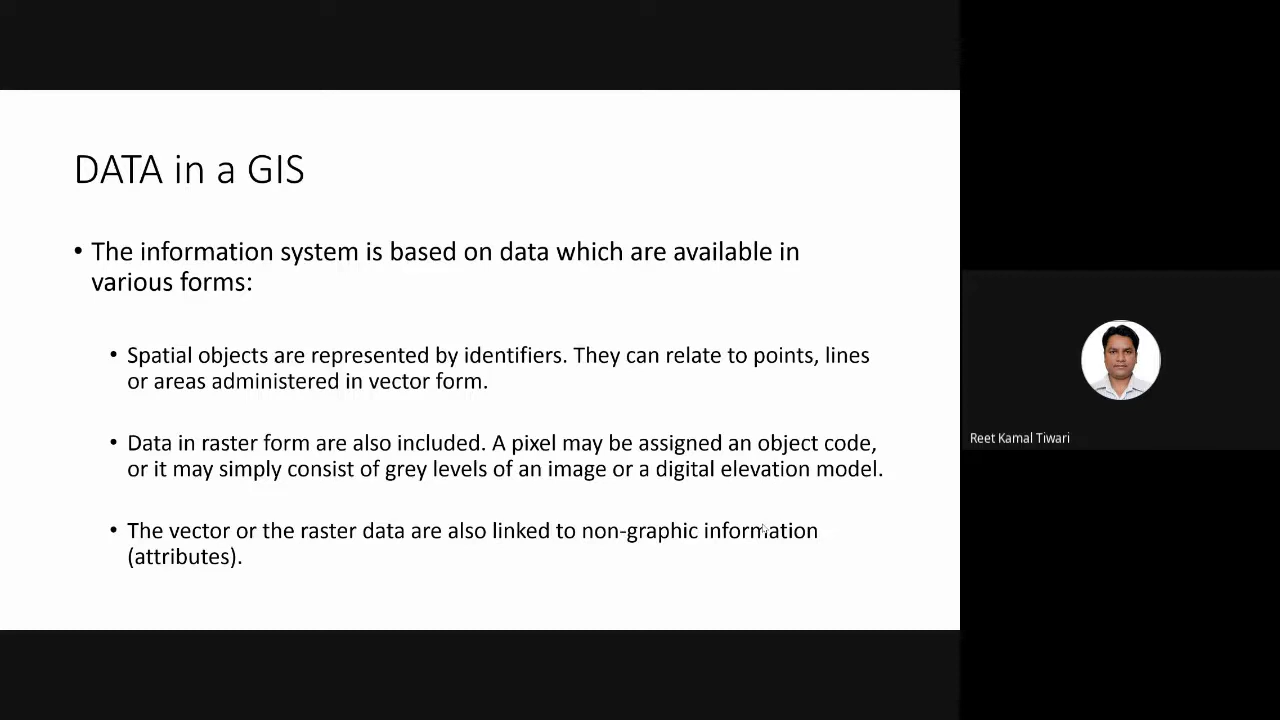 DATA in a GIS
• The information system is based on data which are available in
various forms:
• Spatial objects are represented by identifiers. They can relate to points, lines
or areas administered in vector form.
• Data in raster form are also included. A pixel may be assigned an object code,
or it may simply consist of grey levels of an image or a digital elevation model.
• The vector or the raster data are also linked to non-graphic information
(attributes).
Reet Kamal Tiwari